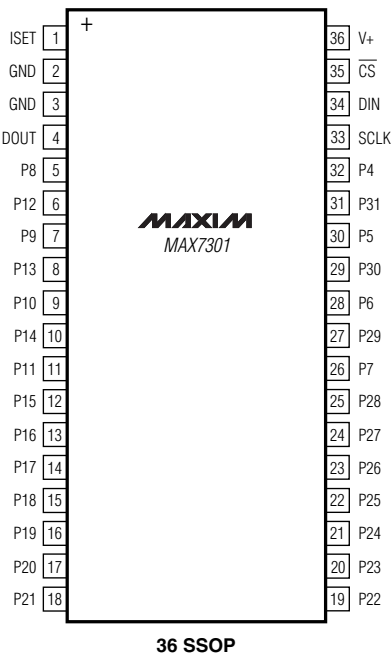 +
ISET 1 36 V+
GND 2 35 CS
GND 3 34 DIN
DOUT 4 33 SCLK
P8 5 32 P4
P12 6 31 P31
P9 7 30 P5
P13 8 29 P30
P10 9 28 P6
P14 10 27 P29
P11 11 26 P7
P15 12 25 P28
P16 13 24 P27
P17 14 23 P26
P18 15 22 P25
P19 16 21 P24
P20 17 20 P23
P21 18 19 P22
MAXIM
MAX7301
36 SSOP